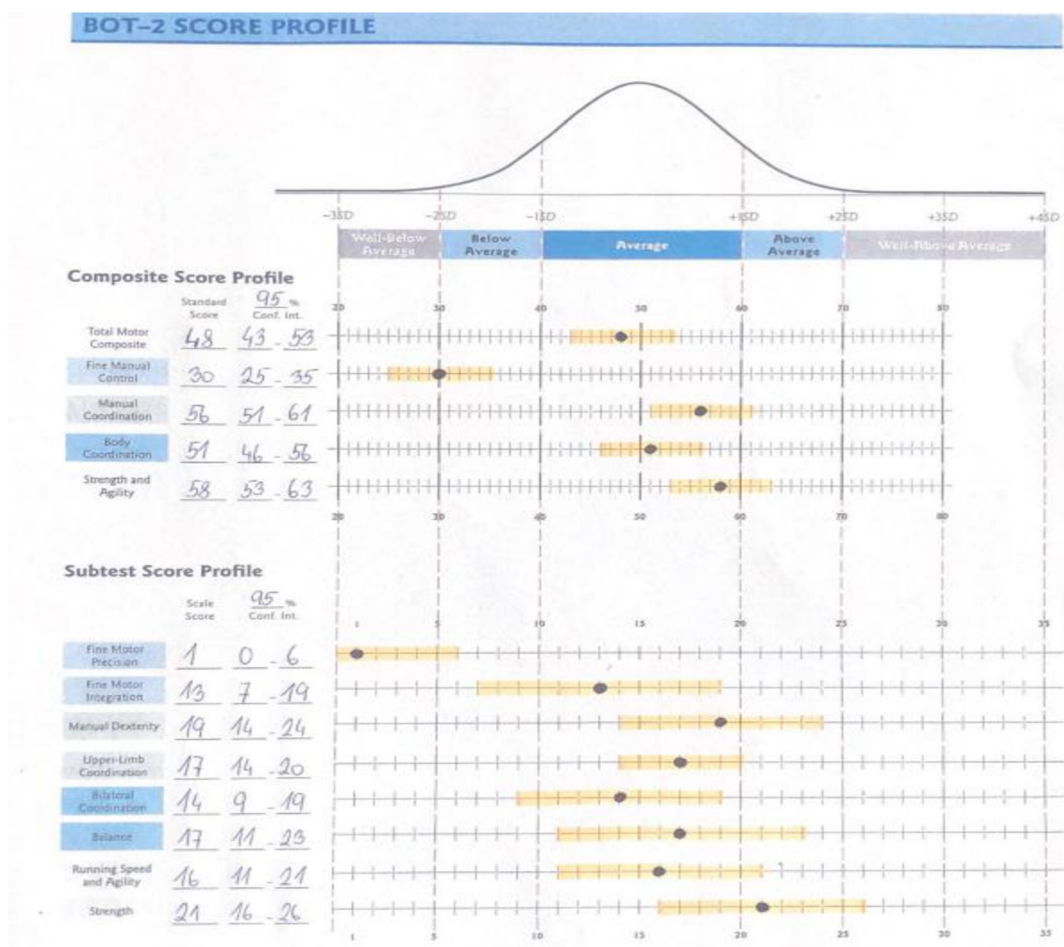 BOT–2 SCORE PROFILE
-3SD -2SD -1SD +1SD +2SD +3SD +4SD
Well-Below Average Below Average Average Above Average Well-Above Average
Composite Score Profile
Standard Score 95 % Conf. Int.
20 30 40 50 60 70 80
Total Motor Composite 48 43 - 53
Fine Manual Control 30 25 - 35
Manual Coordination 56 51 - 61
Body Coordination 51 46 - 56
Strength and Agility 58 53 - 63
20 30 40 50 60 70 80
Subtest Score Profile
Scale Score 95 % Conf. Int.
1 5 10 15 20 25 30 35
Fine Motor Precision 1 0 - 6
Fine Motor Integration 13 7 - 19
Manual Dexterity 19 14 - 24
Upper-Limb Coordination 17 14 - 20
Bilateral Coordination 14 9 - 19
Balance 17 11 - 23
Running Speed and Agility 16 11 - 21
Strength 21 16 - 26
1 5 10 15 20 25 30 35